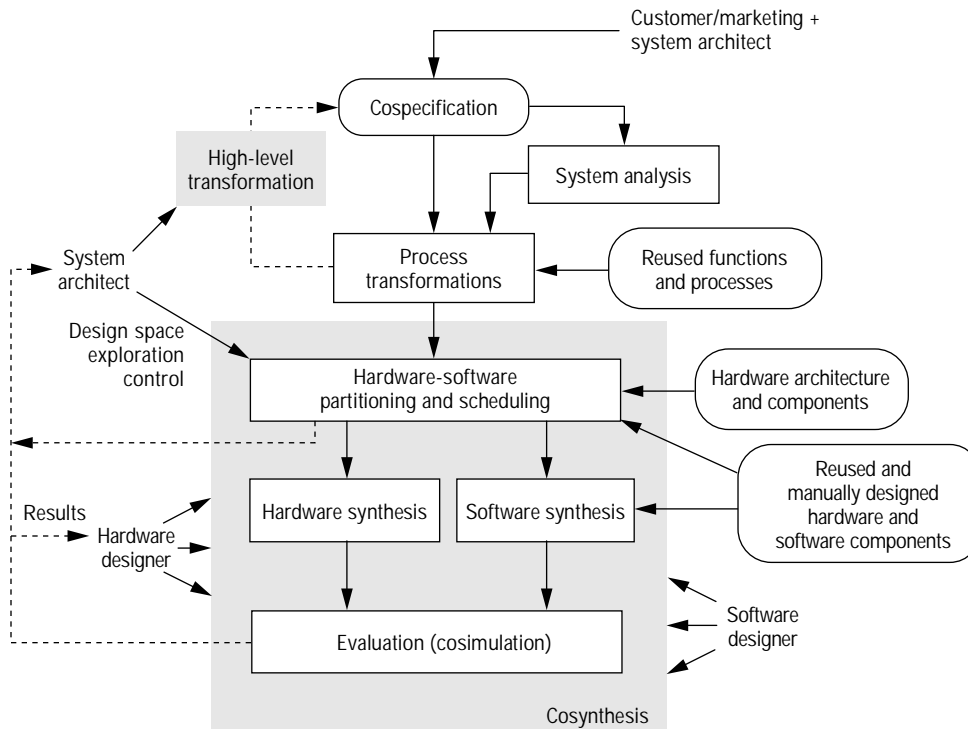 Customer/marketing +
system architect
Cospecification
High-level
transformation
System analysis
System
architect
Process
transformations
Reused functions
and processes
Design space
exploration
control
Hardware-software
partitioning and scheduling
Hardware architecture
and components
Reused and
manually designed
hardware and
software components
Results
Hardware
designer
Hardware synthesis
Software synthesis
Software
designer
Evaluation (cosimulation)
Cosynthesis